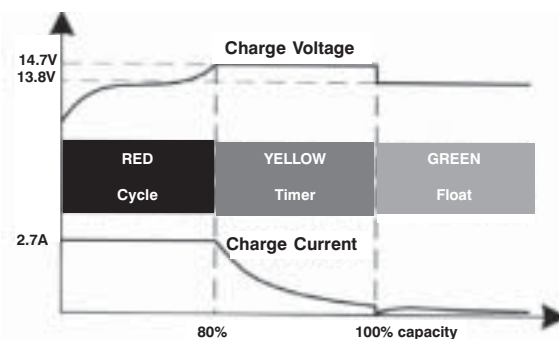 Charge Voltage
14.7V
13.8V
RED YELLOW GREEN
Cycle Timer Float
2.7A
Charge Current
80% 100% capacity